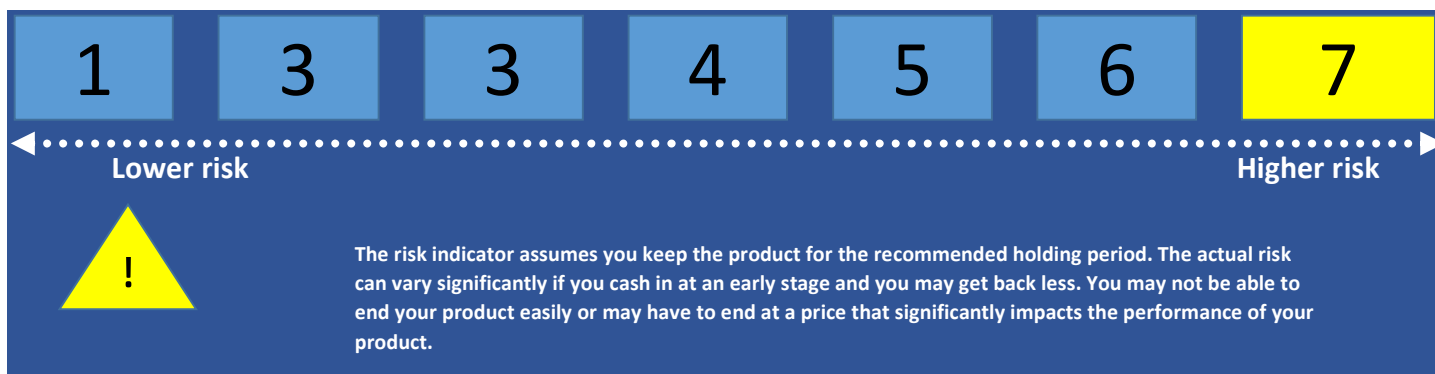 1 3 3 4 5 6 7
Lower risk Higher risk
!
The risk indicator assumes you keep the product for the recommended holding period. The actual risk
can vary significantly if you cash in at an early stage and you may get back less. You may not be able to
end your product easily or may have to end at a price that significantly impacts the performance of your
product.